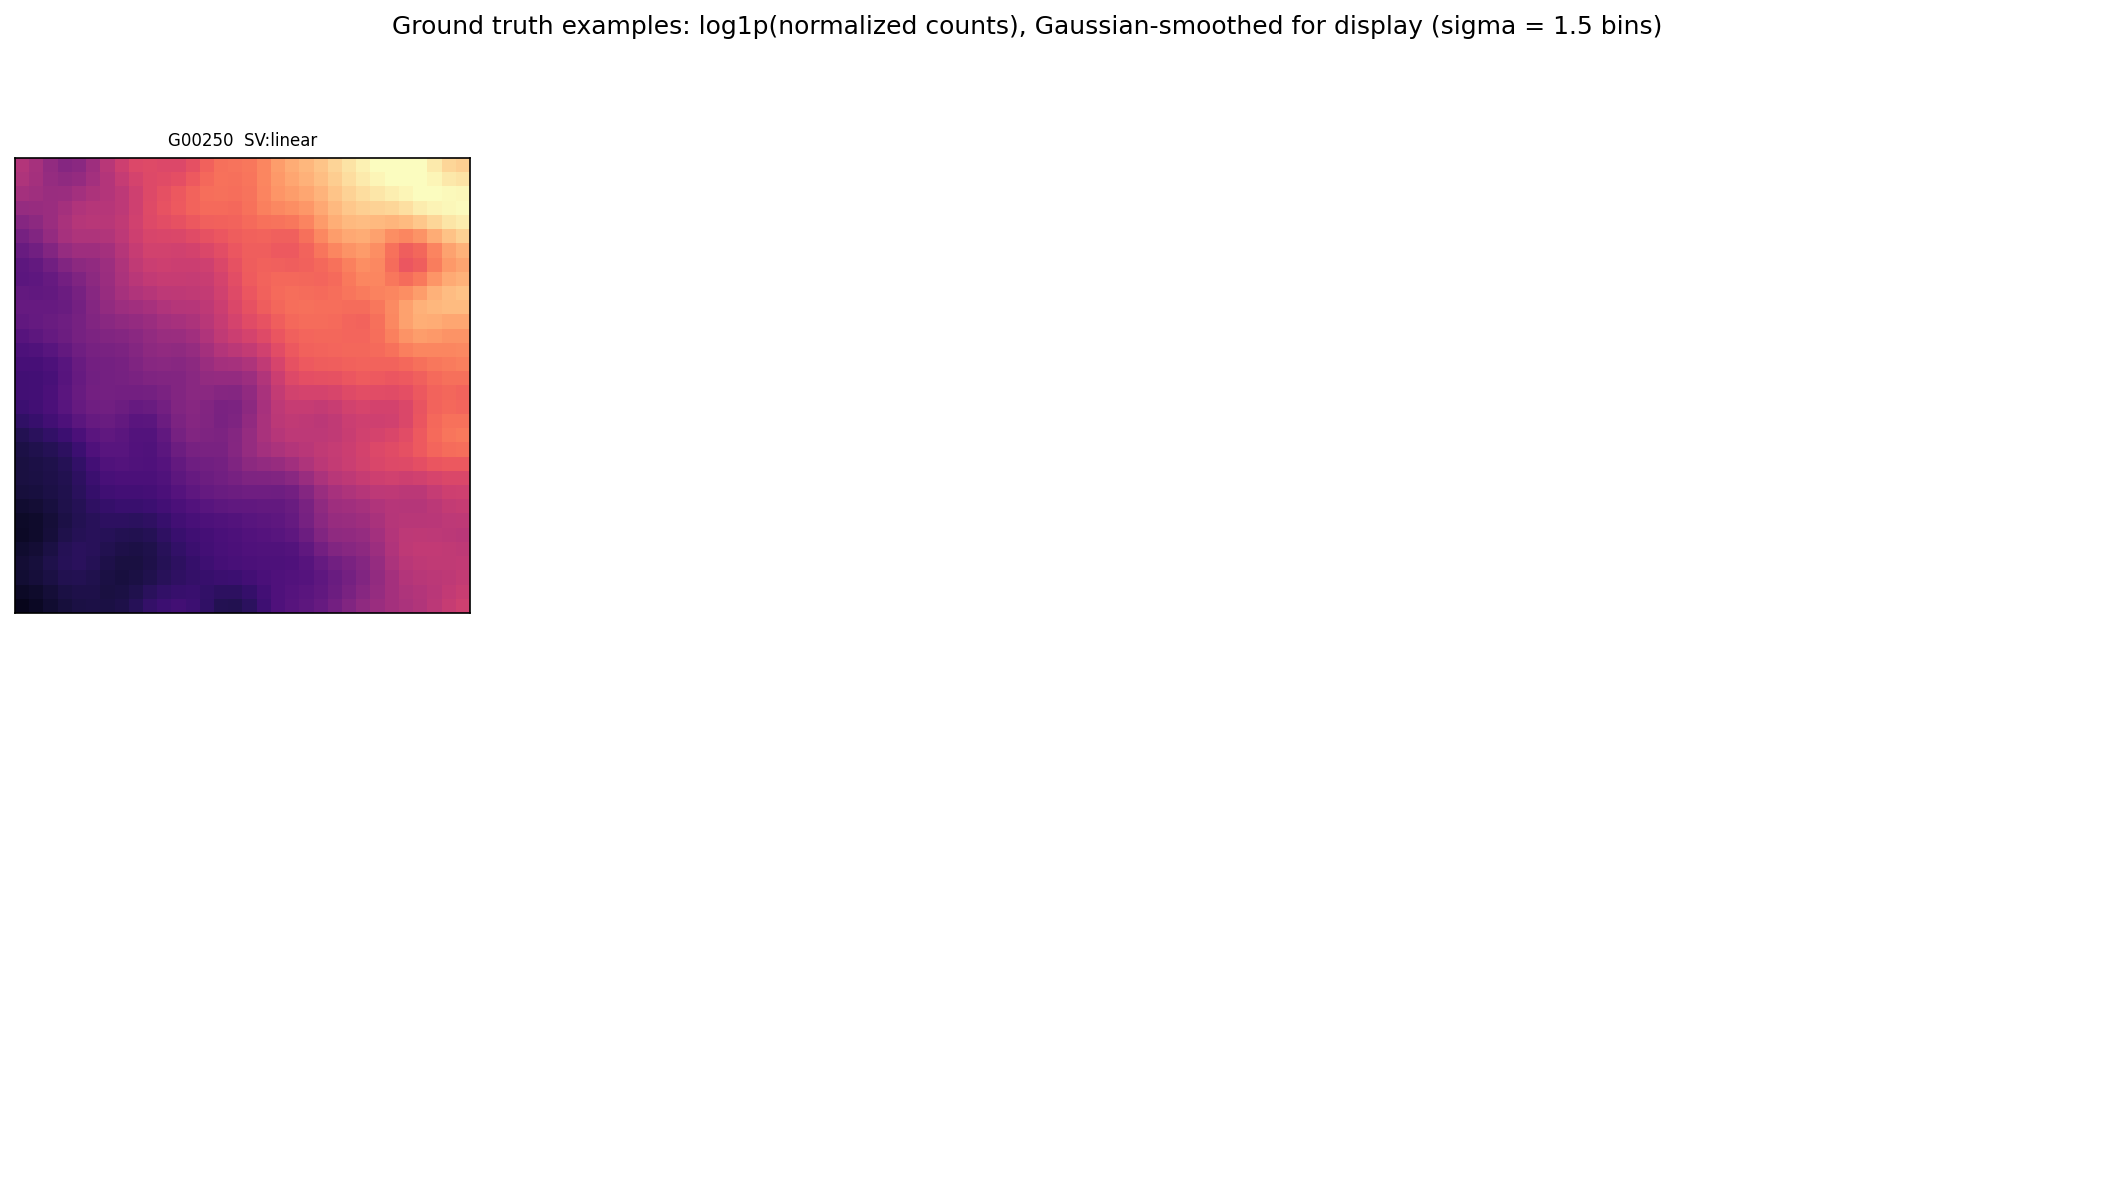 Ground truth examples: log1p(normalized counts), Gaussian-smoothed for display (sigma = 1.5 bins)
G00250  SV:linear